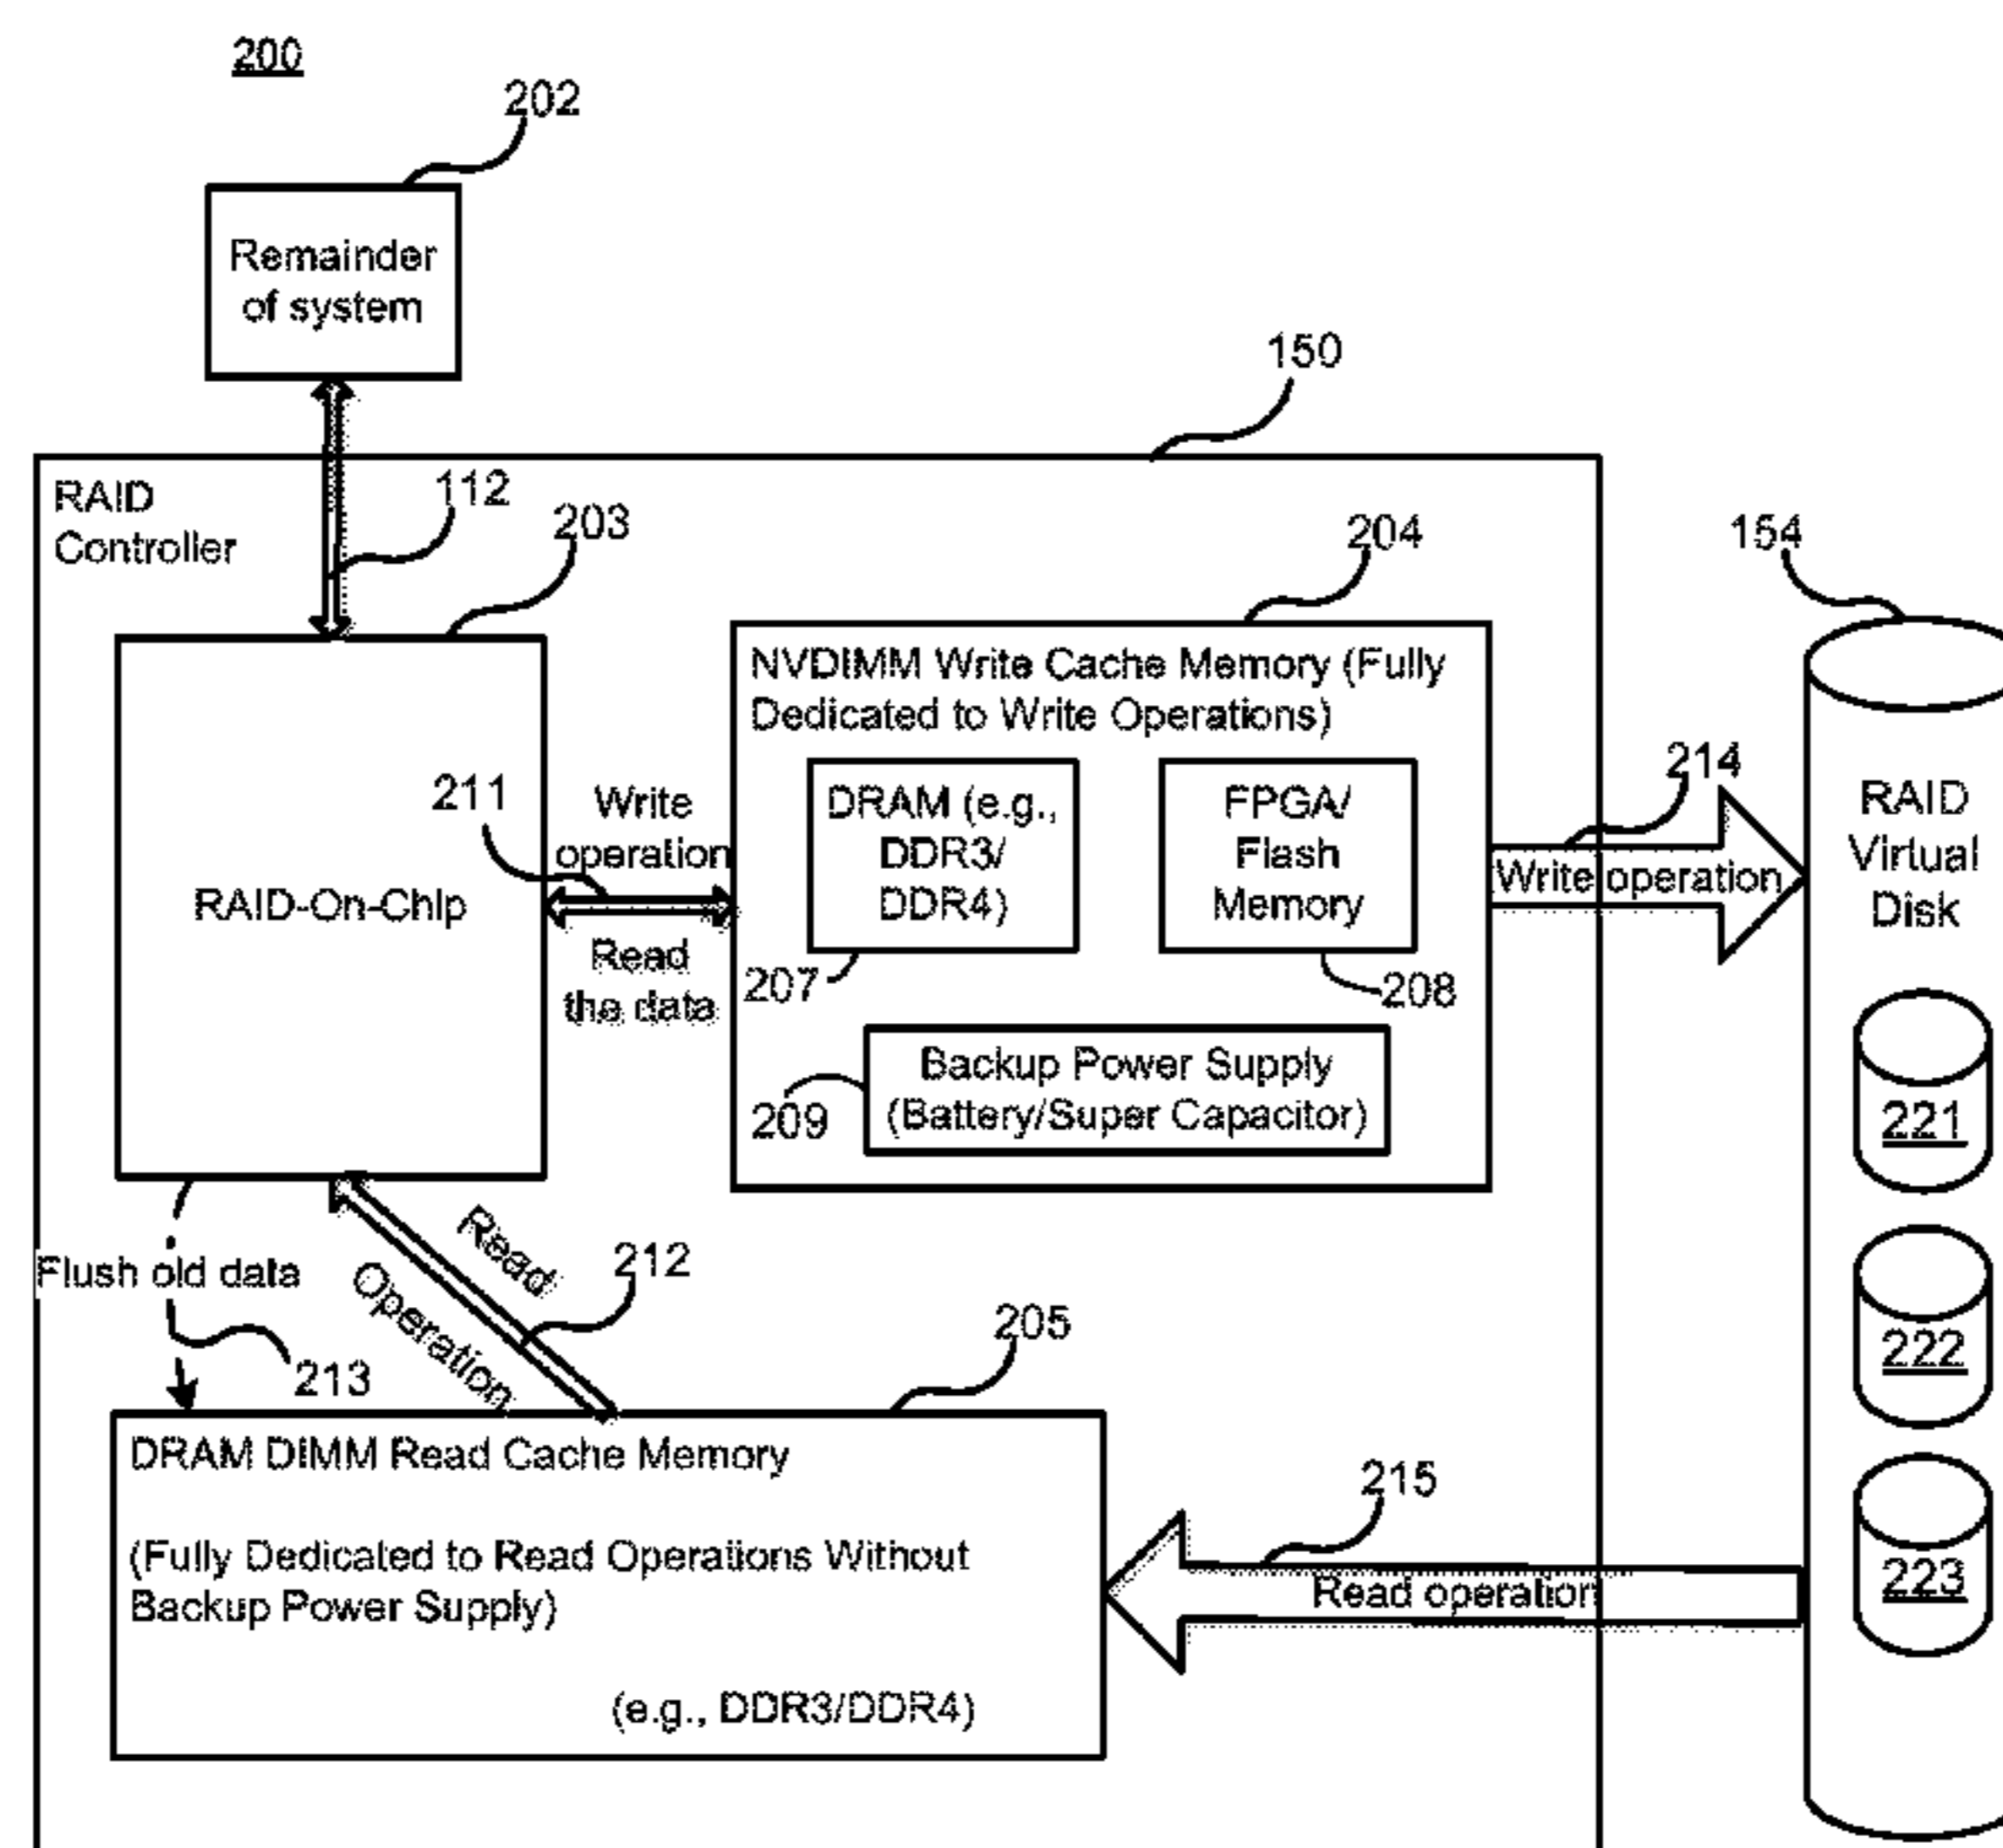 200
202
Remainder
of system
150
RAID
Controller
112
203
204
154
RAID-On-Chip
211
Write
operation
Read
the data
NVDIMM Write Cache Memory (Fully
Dedicated to Write Operations)
DRAM (e.g.,
DDR3/
DDR4)
207
FPGA/
Flash
Memory
208
Backup Power Supply
(Battery/Super Capacitor)
209
214
Write operation
RAID
Virtual
Disk
221
222
223
Flush old data
213
Read
Operation
212
205
DRAM DIMM Read Cache Memory
(Fully Dedicated to Read Operations Without
Backup Power Supply)
(e.g., DDR3/DDR4)
215
Read operation